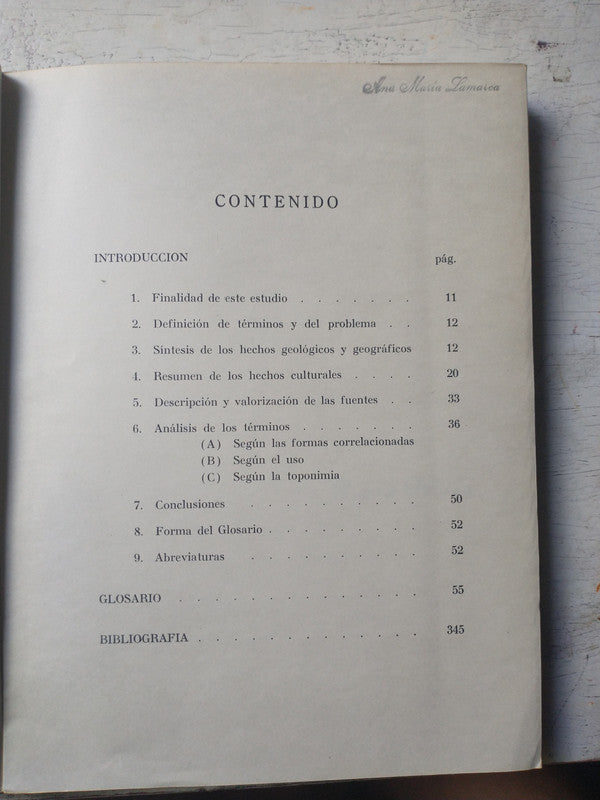 Ana María Lamarca
CONTENIDO
INTRODUCCION pág.
1. Finalidad de este estudio . . . . . . . 11
2. Definición de términos y del problema . . 12
3. Síntesis de los hechos geológicos y geográficos 12
4. Resumen de los hechos culturales . . . . 20
5. Descripción y valorización de las fuentes . . 33
6. Análisis de los términos . . . . . . . 36
(A) Según las formas correlacionadas
(B) Según el uso
(C) Según la toponimia
7. Conclusiones . . . . . . . . . 50
8. Forma del Glosario . . . . . . . . . 52
9. Abreviaturas . . . . . . . . . 52
GLOSARIO . . . . . . . . . . . . . . 55
BIBLIOGRAFIA . . . . . . . . . . . . . 345